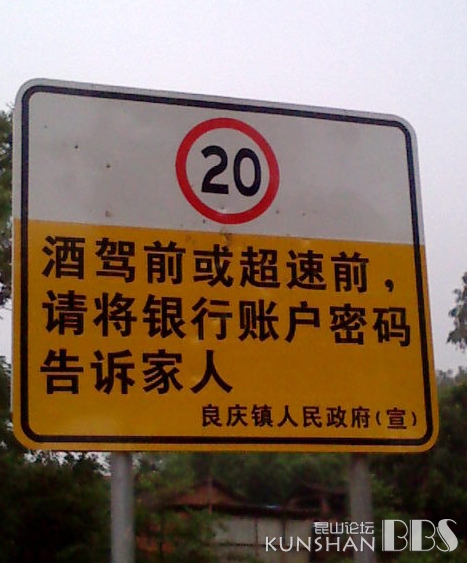 20
酒驾前或超速前，
请将银行账户密码
告诉家人
良庆镇人民政府（宣）
昆山论坛
KUNSHAN BBS